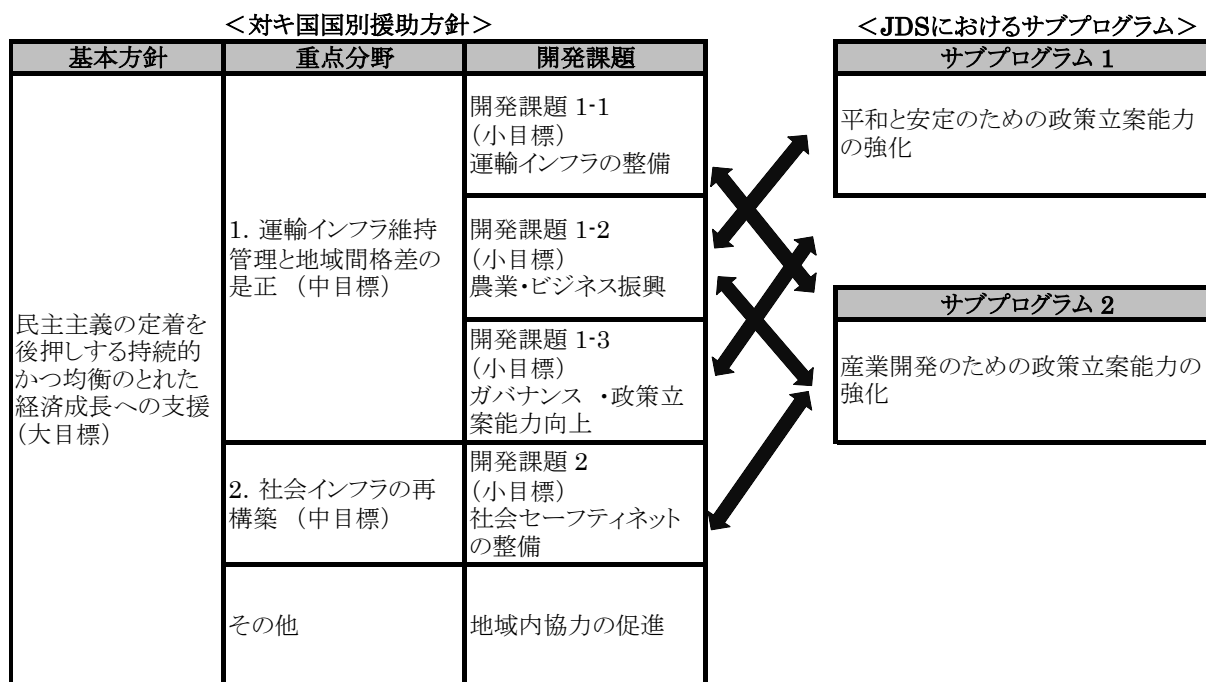 ＜対キ国国別援助方針＞
＜JDSにおけるサブプログラム＞
基本方針
重点分野
開発課題
民主主義の定着を
後押しする持続的
かつ均衡のとれた
経済成長への支援
（大目標）
1．運輸インフラ維持
管理と地域間格差の
是正 （中目標）
開発課題 1-1
（小目標）
運輸インフラの整備
開発課題 1-2
（小目標）
農業・ビジネス振興
開発課題 1-3
（小目標）
ガバナンス ・政策立
案能力向上
2．社会インフラの再
構築 （中目標）
開発課題 2
（小目標）
社会セーフティネット
の整備
その他
地域内協力の促進
サブプログラム 1
平和と安定のための政策立案能力
の強化
サブプログラム 2
産業開発のための政策立案能力の
強化